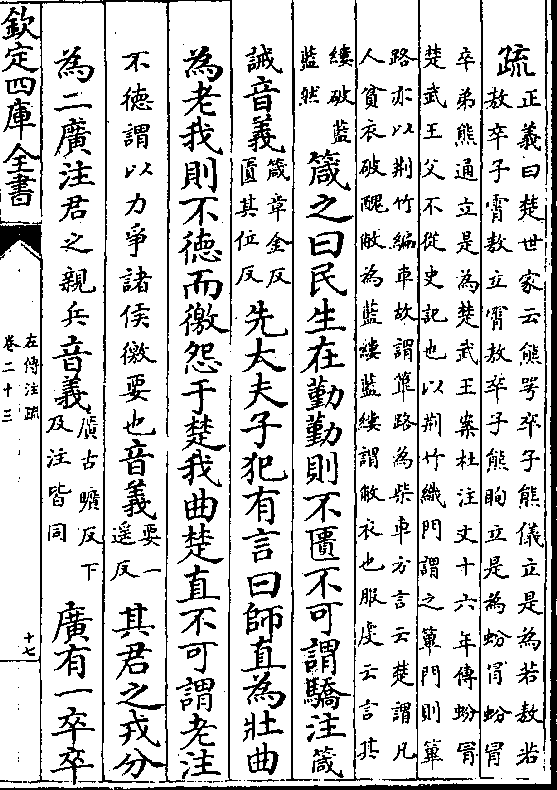 疏正義曰楚世家云熊咢卒子熊儀立是為若敖若
敖卒子霄敖立霄敖卒子熊眴立是為蚡冒蚡冒
卒弟熊通立是為楚武王案杜注文十六年傳蚡冒
楚武王父不從史記也以荆竹織門謂之篳門則篳
路亦以荆竹編車故謂篳路為柴車方言云楚謂凡
人貧衣破醜敝為藍縷藍縷謂敝衣也服虔云言其
縷破藍
藍然
箴之曰民生在勤勤則不匱不可謂驕注箴
誡音義箴章金反
匱其位反
先大夫子犯有言曰師直為壯曲
為老我則不德而徼怨于楚我曲楚直不可謂老注
不德謂以力爭諸侯徼要也音義要一
遥反
其君之戎分
為二廣注君之親兵音義廣古曠反下
及注皆同
廣有一卒卒
欽定四庫全書
左傳注疏
卷二十三
十七